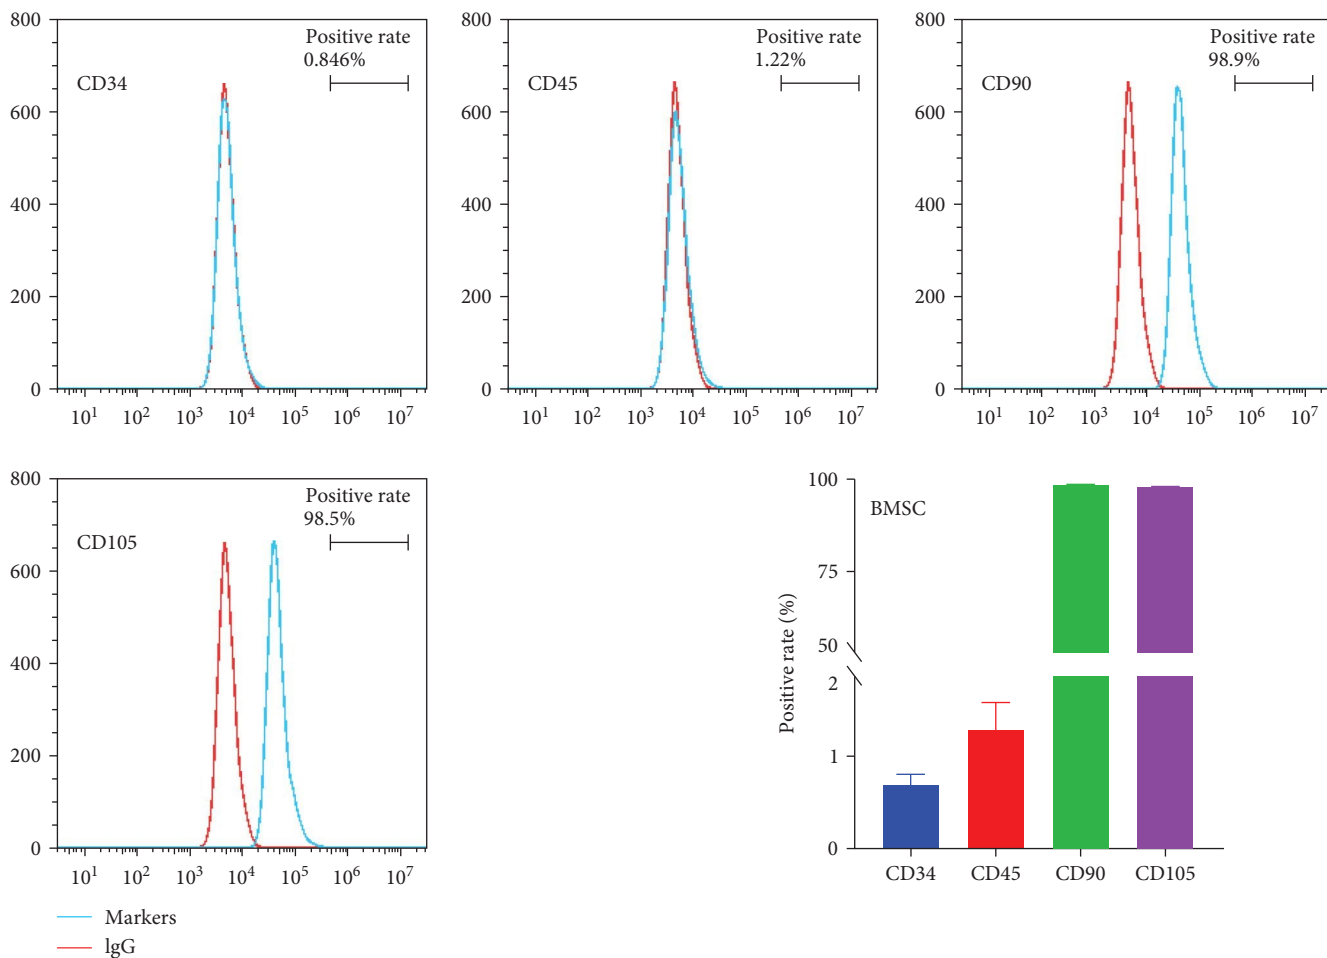 800
600
400
200
0
CD34
Positive rate
0.846%
10¹ 10² 10³ 10⁴ 10⁵ 10⁶ 10⁷
800
600
400
200
0
CD45
Positive rate
1.22%
10¹ 10² 10³ 10⁴ 10⁵ 10⁶ 10⁷
800
600
400
200
0
CD90
Positive rate
98.9%
10¹ 10² 10³ 10⁴ 10⁵ 10⁶ 10⁷
800
600
400
200
0
CD105
Positive rate
98.5%
10¹ 10² 10³ 10⁴ 10⁵ 10⁶ 10⁷
Markers
lgG
Positive rate (%)
100
75
50
2
1
0
BMSC
CD34 CD45 CD90 CD105